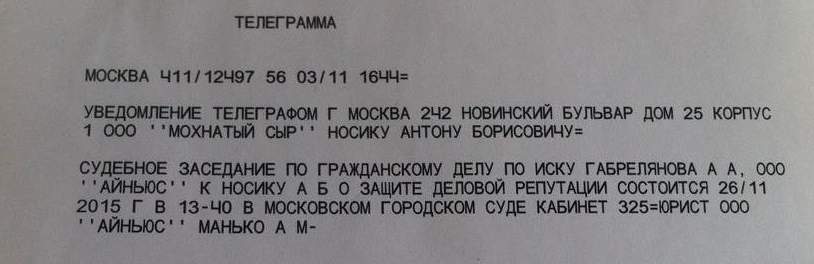 ТЕЛЕГРАММА
МОСКВА Ч11/12Ч97 56 03/11 16ЧЧ=
УВЕДОМЛЕНИЕ ТЕЛЕГРАФОМ Г МОСКВА 2Ч2 НОВИНСКИЙ БУЛЬВАР ДОМ 25 КОРПУС
1 ООО ''МОХНАТЫЙ СЫР'' НОСИКУ АНТОНУ БОРИСОВИЧУ=
СУДЕБНОЕ ЗАСЕДАНИЕ ПО ГРАЖДАНСКОМУ ДЕЛУ ПО ИСКУ ГАБРЕЛЯНОВА А А, ООО
''АЙНЬЮС'' К НОСИКУ А Б О ЗАЩИТЕ ДЕЛОВОЙ РЕПУТАЦИИ СОСТОИТСЯ 26/11
2015 Г В 13-Ч0 В МОСКОВСКОМ ГОРОДСКОМ СУДЕ КАБИНЕТ 325=ЮРИСТ ООО
''АЙНЬЮС'' МАНЬКО А М-